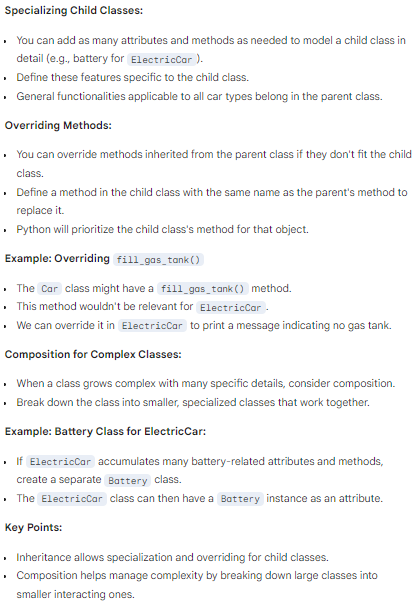 Specializing Child Classes:
• You can add as many attributes and methods as needed to model a child class in
detail (e.g., battery for ElectricCar ).
• Define these features specific to the child class.
• General functionalities applicable to all car types belong in the parent class.
Overriding Methods:
• You can override methods inherited from the parent class if they don't fit the child
class.
• Define a method in the child class with the same name as the parent's method to
replace it.
• Python will prioritize the child class's method for that object.
Example: Overriding fill_gas_tank()
• The Car class might have a fill_gas_tank() method.
• This method wouldn't be relevant for ElectricCar .
• We can override it in ElectricCar to print a message indicating no gas tank.
Composition for Complex Classes:
• When a class grows complex with many specific details, consider composition.
• Break down the class into smaller, specialized classes that work together.
Example: Battery Class for ElectricCar:
• If ElectricCar accumulates many battery-related attributes and methods,
create a separate Battery class.
• The ElectricCar class can then have a Battery instance as an attribute.
Key Points:
• Inheritance allows specialization and overriding for child classes.
• Composition helps manage complexity by breaking down large classes into
smaller interacting ones.